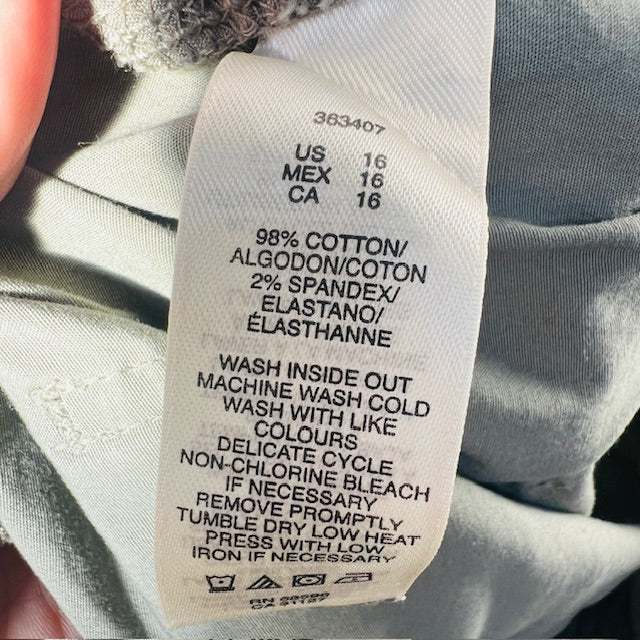 363407
US 16
MEX 16
CA 16
98% COTTON/
ALGODON/COTON
2% SPANDEX/
ELASTANO/
ÉLASTHANNE
WASH INSIDE OUT
MACHINE WASH COLD
WASH WITH LIKE
COLOURS
DELICATE CYCLE
NON-CHLORINE BLEACH
IF NECESSARY
REMOVE PROMPTLY
TUMBLE DRY LOW HEAT
PRESS WITH LOW
IRON IF NECESSARY
RN
CA